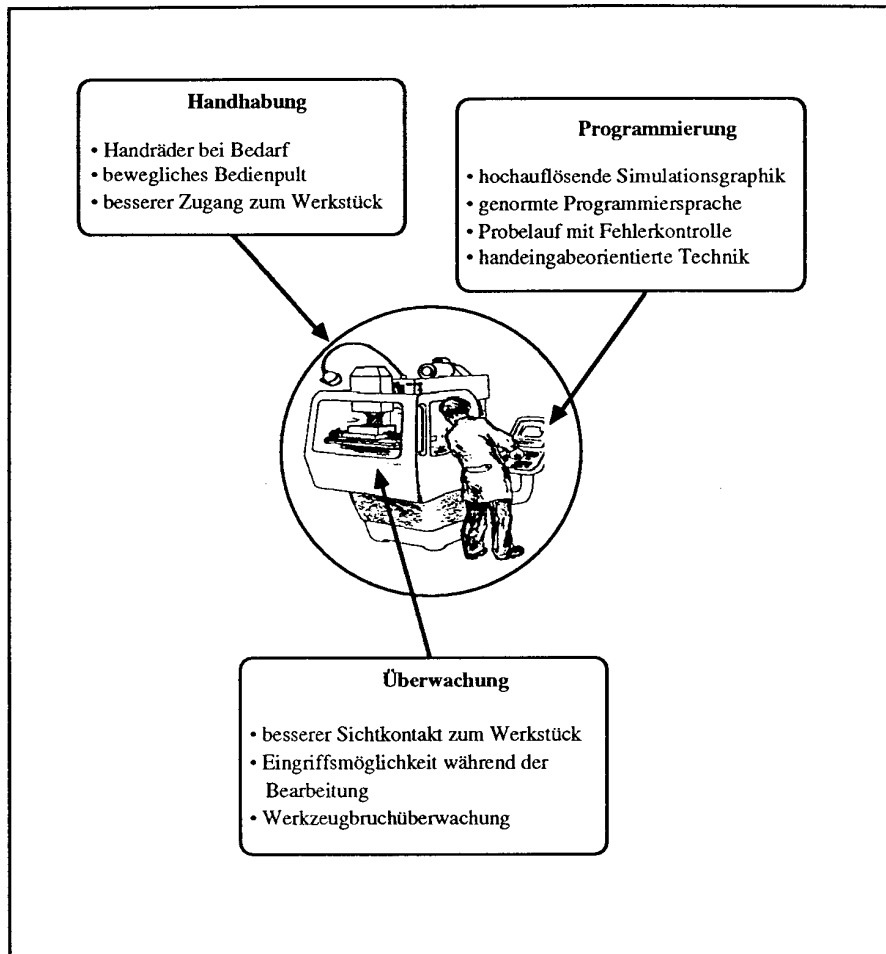 Handhabung
• Handräder bei Bedarf
• bewegliches Bedienpult
• besserer Zugang zum Werkstück
Programmierung
• hochauflösende Simulationsgraphik
• genormte Programmiersprache
• Probelauf mit Fehlerkontrolle
• handeingabeorientierte Technik
Überwachung
• besserer Sichtkontakt zum Werkstück
• Eingriffsmöglichkeit während der
Bearbeitung
• Werkzeugbruchüberwachung